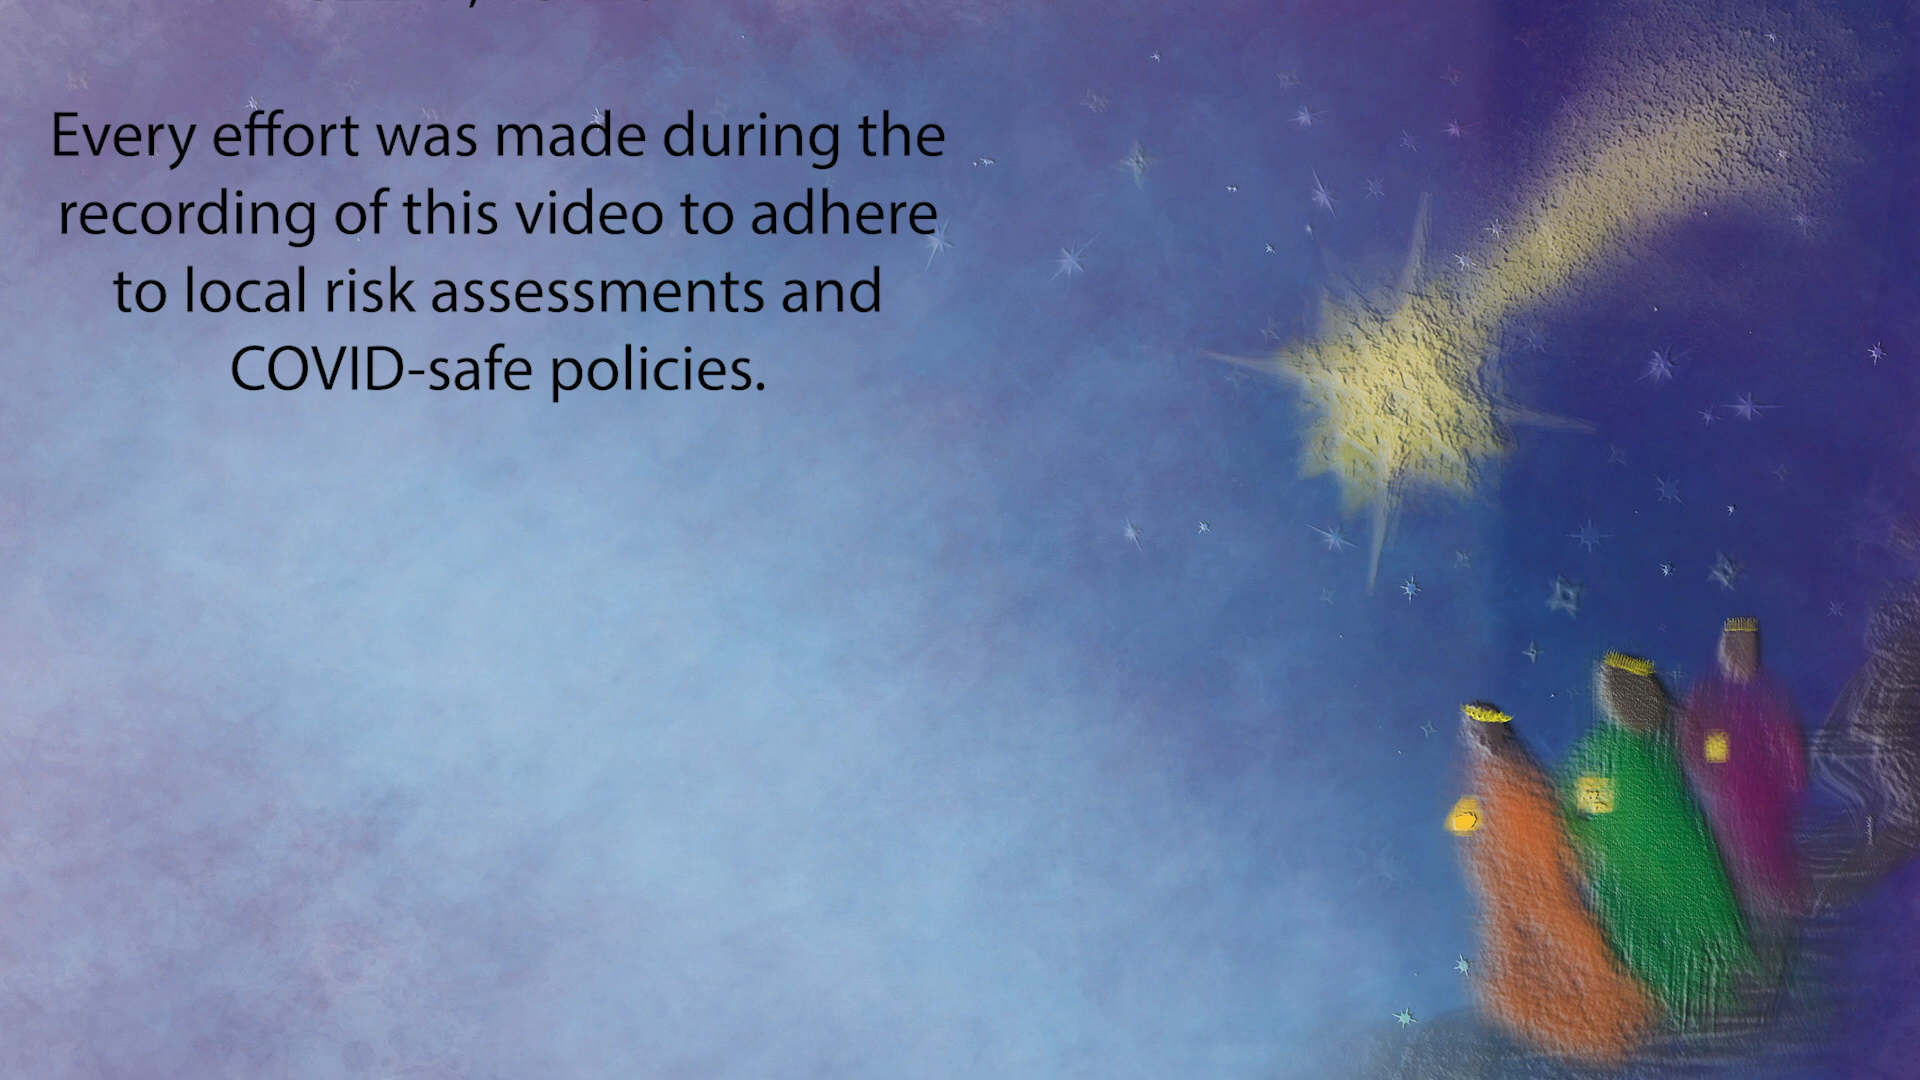 Every effort was made during the
recording of this video to adhere
to local risk assessments and
COVID-safe policies.